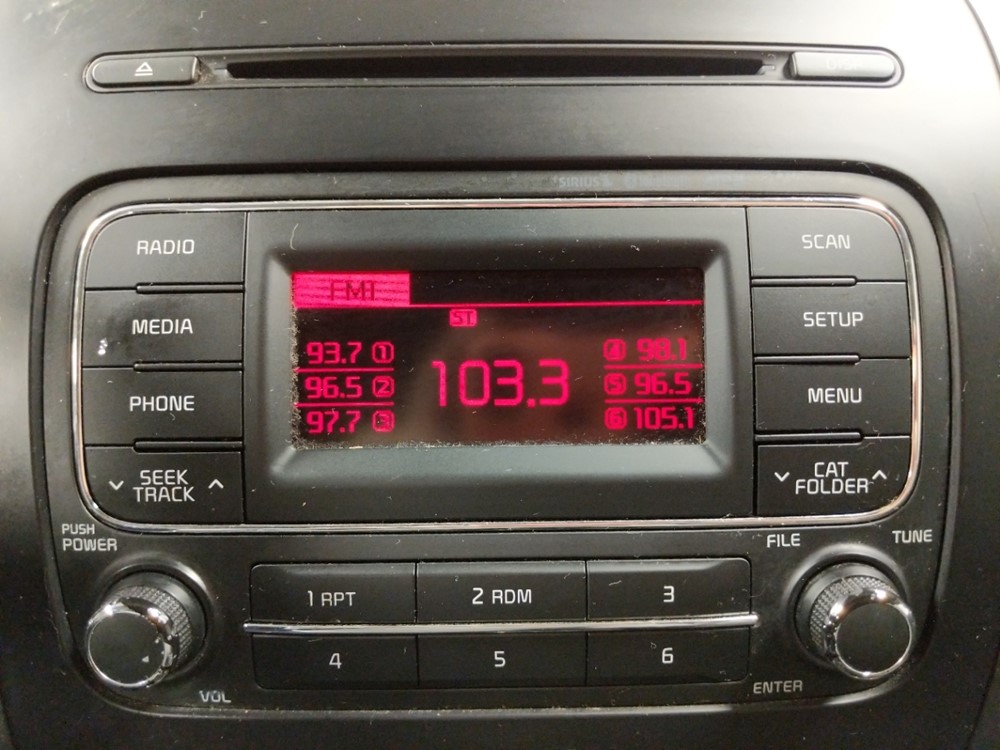 SIRIUS
RADIO
MEDIA
PHONE
SEEK
TRACK
FM1
ST
93.7 1
96.5 2
97.7 3
103.3
4 98.1
5 96.5
6 105.1
SCAN
SETUP
MENU
CAT
FOLDER
PUSH
POWER
VOL
1 RPT
2 RDM
3
4
5
6
FILE
TUNE
ENTER